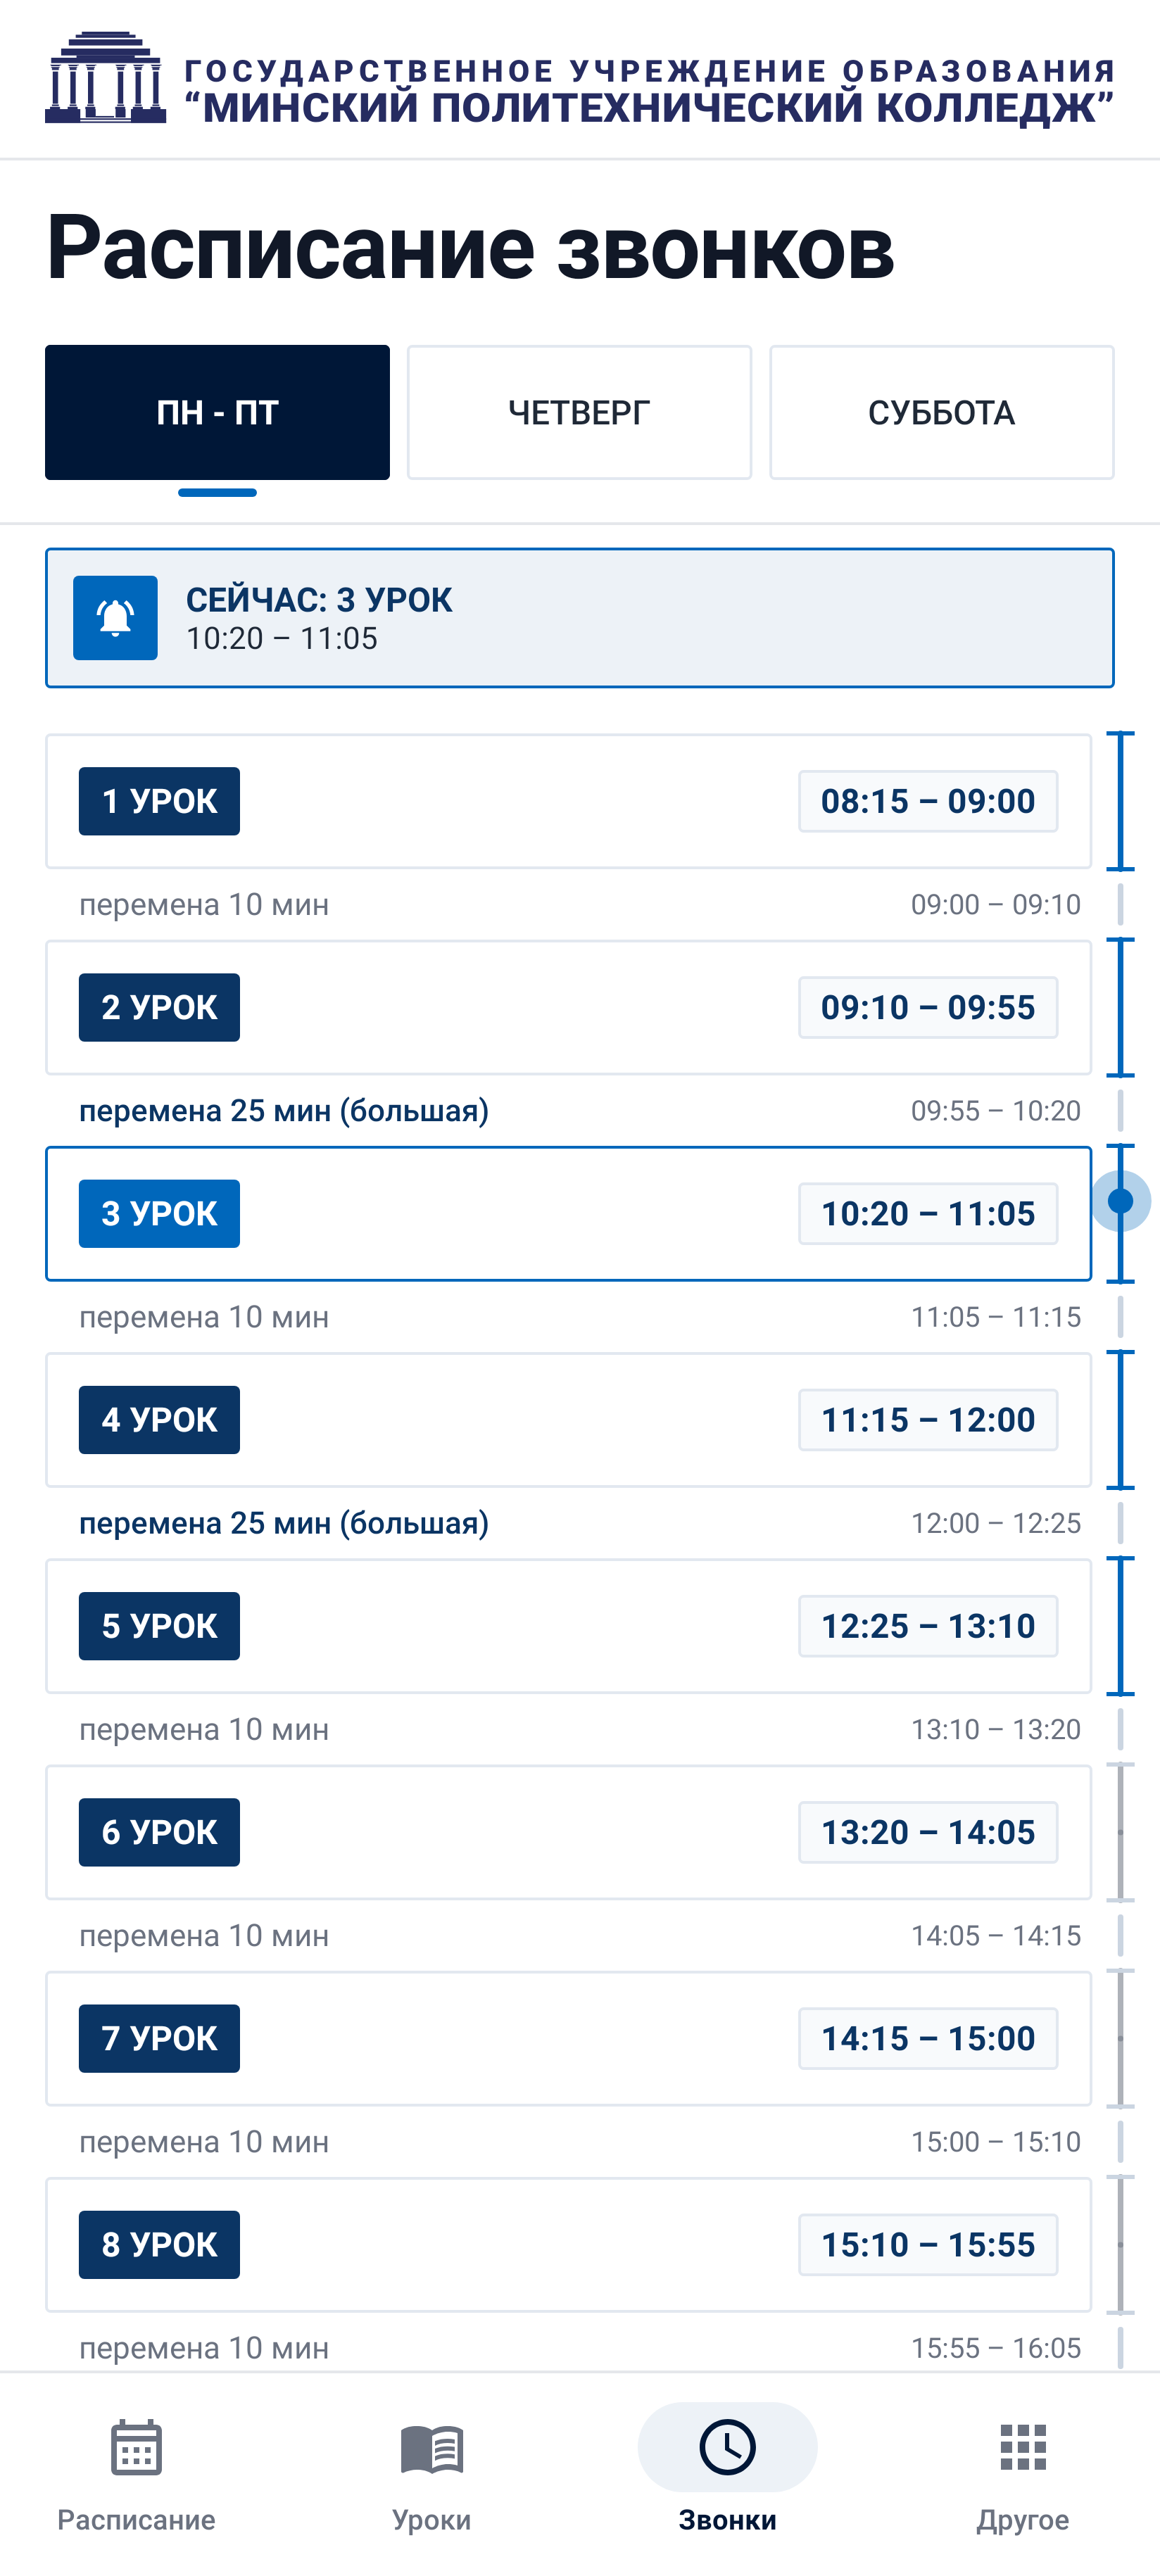 ГОСУДАРСТВЕННОЕ УЧРЕЖДЕНИЕ ОБРАЗОВАНИЯ
“МИНСКИЙ ПОЛИТЕХНИЧЕСКИЙ КОЛЛЕДЖ”
Расписание звонков
ПН - ПТ ЧЕТВЕРГ СУББОТА
СЕЙЧАС: 3 УРОК
10:20 – 11:05
1 УРОК 08:15 – 09:00
перемена 10 мин 09:00 – 09:10
2 УРОК 09:10 – 09:55
перемена 25 мин (большая) 09:55 – 10:20
3 УРОК 10:20 – 11:05
перемена 10 мин 11:05 – 11:15
4 УРОК 11:15 – 12:00
перемена 25 мин (большая) 12:00 – 12:25
5 УРОК 12:25 – 13:10
перемена 10 мин 13:10 – 13:20
6 УРОК 13:20 – 14:05
перемена 10 мин 14:05 – 14:15
7 УРОК 14:15 – 15:00
перемена 10 мин 15:00 – 15:10
8 УРОК 15:10 – 15:55
перемена 10 мин 15:55 – 16:05
Расписание Уроки Звонки Другое